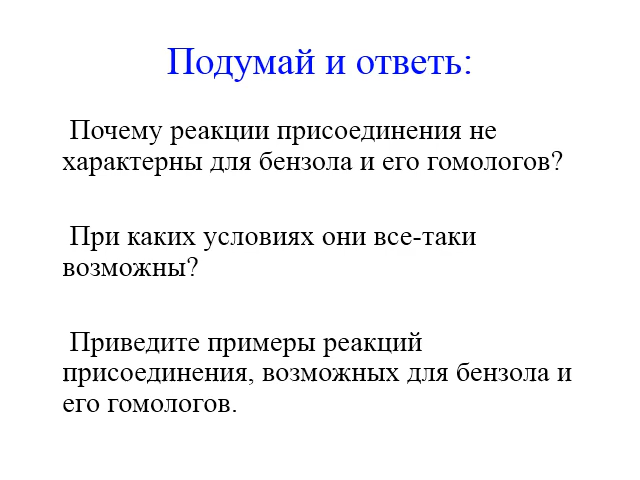 Подумай и ответь:
Почему реакции присоединения не
характерны для бензола и его гомологов?
При каких условиях они все-таки
возможны?
Приведите примеры реакций
присоединения, возможных для бензола и
его гомологов.